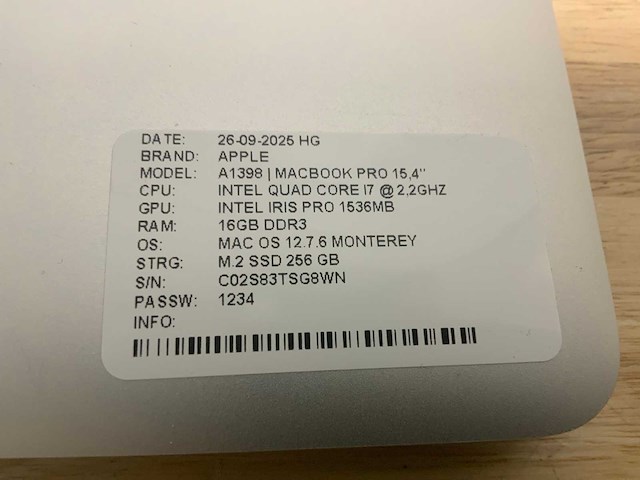 DATE: 26-09-2025 HG
BRAND: APPLE
MODEL: A1398 | MACBOOK PRO 15,4"
CPU: INTEL QUAD CORE I7 @ 2,2GHZ
GPU: INTEL IRIS PRO 1536MB
RAM: 16GB DDR3
OS: MAC OS 12.7.6 MONTEREY
STRG: M.2 SSD 256 GB
S/N: C02S83TSG8WN
PASSW: 1234
INFO: